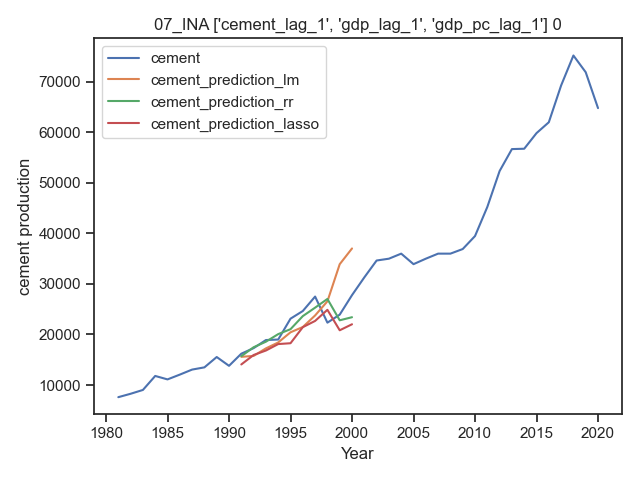 07_INA ['cement_lag_1', 'gdp_lag_1', 'gdp_pc_lag_1'] 0
cement
cement_prediction_lm
cement_prediction_rr
cement_prediction_lasso
cement production
70000
60000
50000
40000
30000
20000
10000
1980 1985 1990 1995 2000 2005 2010 2015 2020
Year